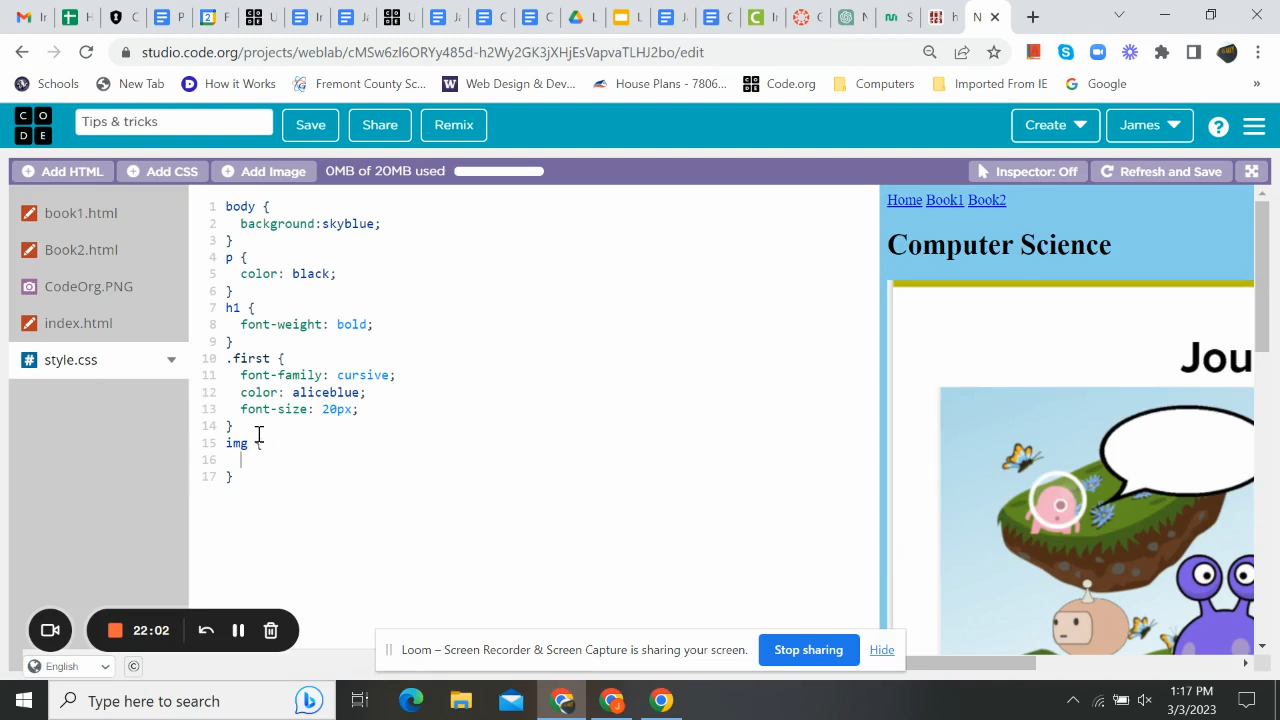 studio.code.org/projects/weblab/cMSw6zl6ORYy485d-h2Wy2GK3jXHjEsVapvaTLHJ2bo/edit
Schools New Tab How it Works Fremont County Sc... Web Design & Dev... House Plans - 7806... Code.org Computers Imported From IE Google »
CODE Tips & tricks Save Share Remix Create James ?
Add HTML Add CSS Add Image 0MB of 20MB used Inspector: Off Refresh and Save
book1.html
Book2.html
CodeOrg.PNG
index.html
# style.css
1 body {
2 background:skyblue;
3 }
4 p {
5 color: black;
6 }
7 h1 {
8 font-weight: bold;
9 }
10 .first {
11 font-family: cursive;
12 color: aliceblue;
13 font-size: 20px;
14 }
15 img {
16
17 }
Home Book1 Book2
Computer Science
Jou
22:02
Loom – Screen Recorder & Screen Capture is sharing your screen. Stop sharing Hide
English ©
Type here to search
1:17 PM
3/3/2023